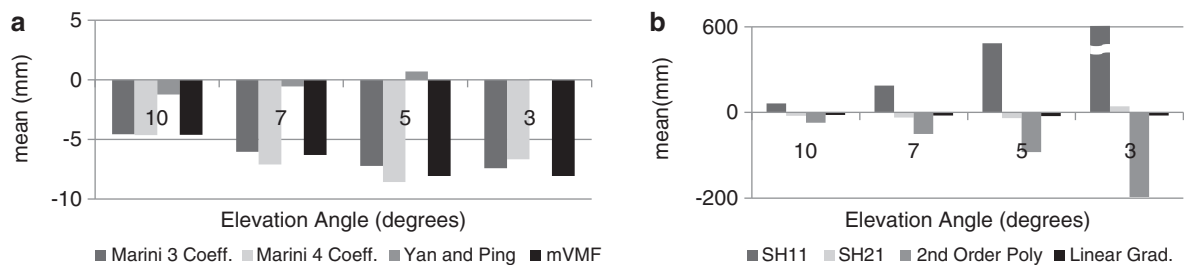 a
5
0
-5
-10
mean (mm)
10 7 5 3
Elevation Angle (degrees)
Marini 3 Coeff. Marini 4 Coeff. Yan and Ping mVMF
b
600
0
-200
mean(mm)
10 7 5 3
Elevation Angle (degrees)
SH11 SH21 2nd Order Poly Linear Grad.